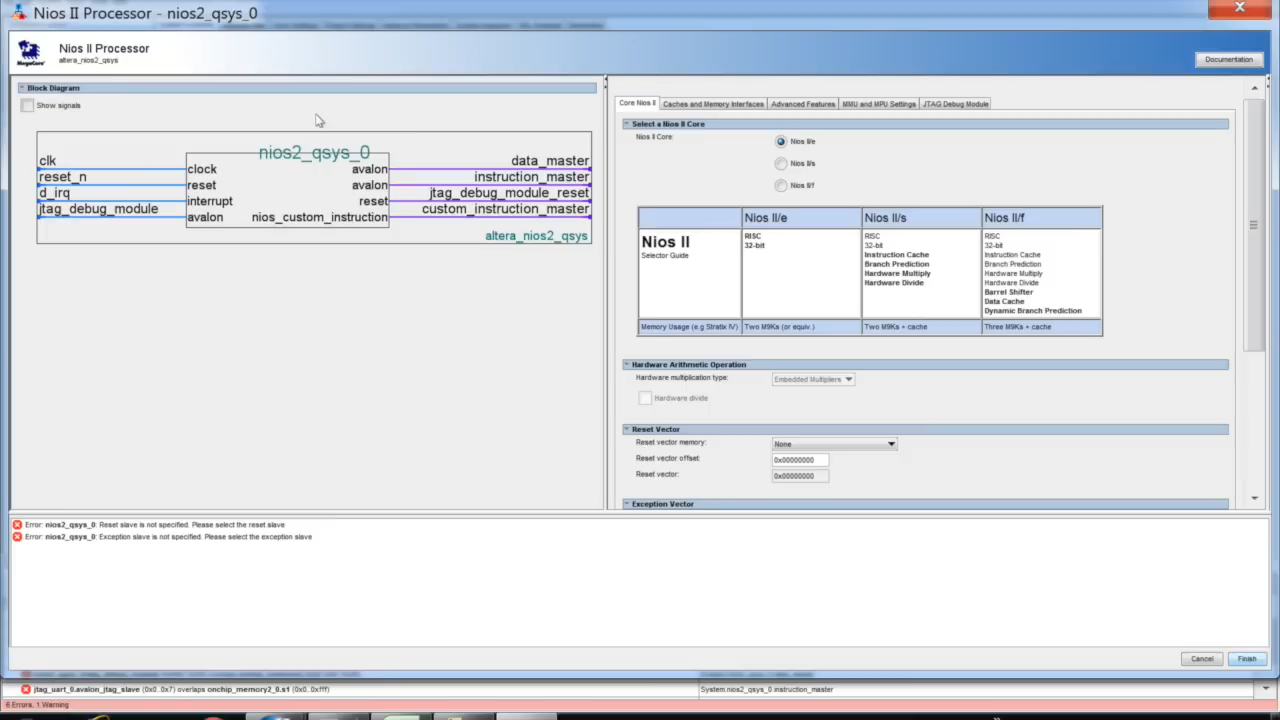 Nios II Processor - nios2_qsys_0
Nios II Processor
altera_nios2_qsys
MegaCore
Documentation
Block Diagram
Show signals
nios2_qsys_0
clk
reset_n
d_irq
jtag_debug_module
clock
reset
interrupt
avalon
avalon
avalon
reset
nios_custom_instruction
data_master
instruction_master
jtag_debug_module_reset
custom_instruction_master
altera_nios2_qsys
Core Nios II
Caches and Memory Interfaces
Advanced Features
MMU and MPU Settings
JTAG Debug Module
Select a Nios II Core
Nios II Core:
Nios II/e
Nios II/s
Nios II/f
Nios II/e
Nios II/s
Nios II/f
Nios II
Selector Guide
RISC
32-bit
RISC
32-bit
Instruction Cache
Branch Prediction
Hardware Multiply
Hardware Divide
RISC
32-bit
Instruction Cache
Branch Prediction
Hardware Multiply
Hardware Divide
Barrel Shifter
Data Cache
Dynamic Branch Prediction
Memory Usage (e.g Stratix IV)
Two M9Ks (or equiv.)
Two M9Ks + cache
Three M9Ks + cache
Hardware Arithmetic Operation
Hardware multiplication type:
Embedded Multipliers
Hardware divide
Reset Vector
Reset vector memory:
None
Reset vector offset:
0x00000000
Reset vector:
0x00000000
Exception Vector
Error: nios2_qsys_0: Reset slave is not specified. Please select the reset slave
Error: nios2_qsys_0: Exception slave is not specified. Please select the exception slave
Cancel
Finish
jtag_uart_0.avalon_jtag_slave (0x0..0x7) overlaps onchip_memory2_0.s1 (0x0..0xfff)
System.nios2_qsys_0.instruction_master
6 Errors, 1 Warning